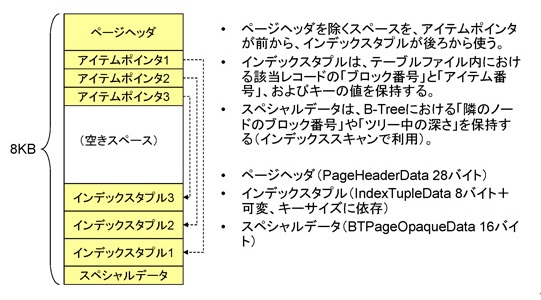 ページヘッダ
アイテムポインタ1
アイテムポインタ2
アイテムポインタ3
(空きスペース)
8KB
インデックスタプル3
インデックスタプル2
インデックスタプル1
スペシャルデータ
• ページヘッダを除くスペースを、アイテムポインタ
が前から、インデックスタプルが後ろから使う。
• インデックスタプルは、テーブルファイル内におけ
る該当レコードの「ブロック番号」と「アイテム番
号」、およびキーの値を保持する。
• スペシャルデータは、B-Treeにおける「隣のノー
ドのブロック番号」や「ツリー中の深さ」を保持す
る(インデックススキャンで利用)。
• ページヘッダ(PageHeaderData 28バイト)
• インデックスタプル(IndexTupleData 8バイト+
可変、キーサイズに依存)
• スペシャルデータ(BTPageOpaqueData 16バイ
ト)